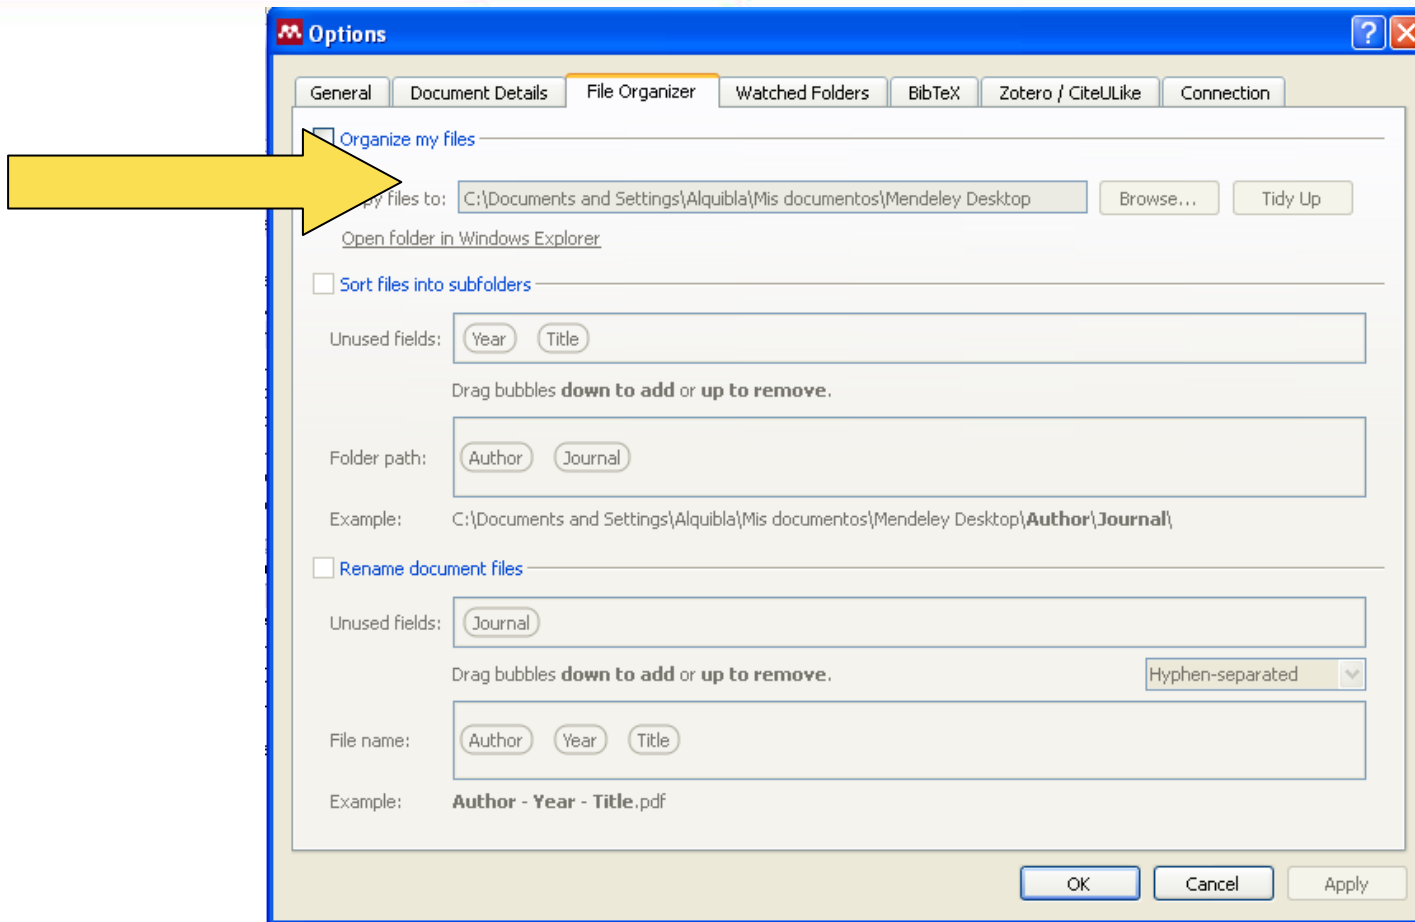 Options
General Document Details File Organizer Watched Folders BibTeX Zotero / CiteULike Connection
Organize my files
files to: C:\Documents and Settings\Alquibla\Mis documentos\Mendeley Desktop Browse... Tidy Up
Open folder in Windows Explorer
Sort files into subfolders
Unused fields: Year Title
Drag bubbles down to add or up to remove.
Folder path: Author Journal
Example: C:\Documents and Settings\Alquibla\Mis documentos\Mendeley Desktop\Author\Journal\
Rename document files
Unused fields: Journal
Drag bubbles down to add or up to remove. Hyphen-separated
File name: Author Year Title
Example: Author - Year - Title.pdf
OK Cancel Apply